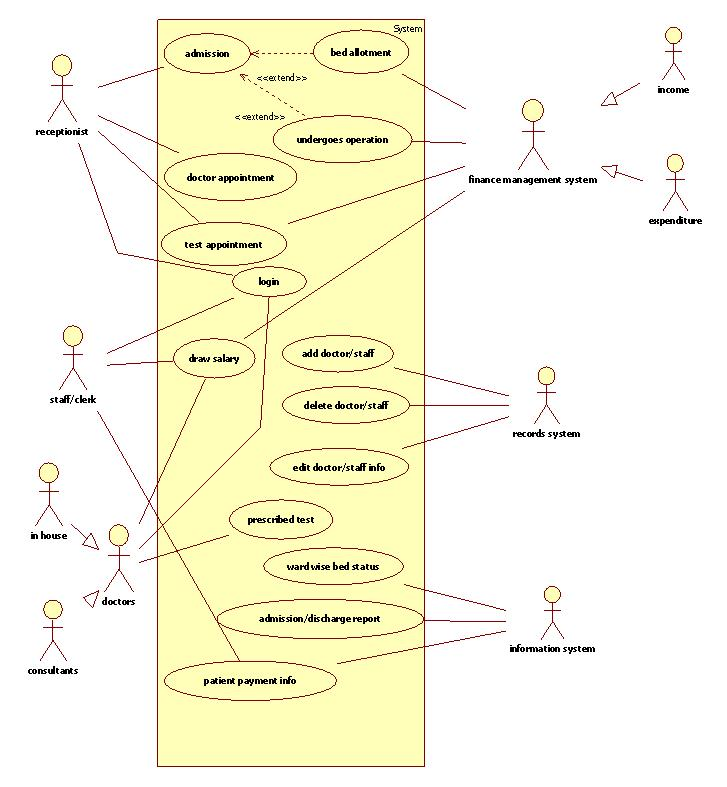 System
admission
bed allotment
income
<<extend>>
receptionist
<<extend>>
undergoes operation
doctor appointment
finance management system
expenditure
test appointment
login
add doctor/staff
draw salary
staff/clerk
delete doctor/staff
records system
edit doctor/staff info
prescribed test
in house
ward wise bed status
doctors
admission/discharge report
information system
consultants
patient payment info